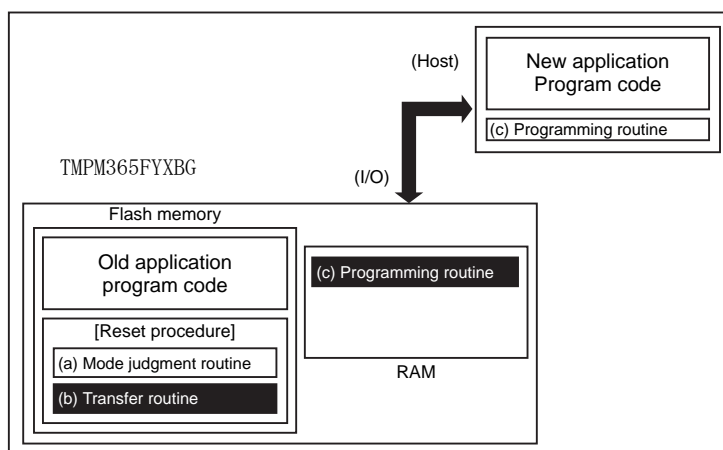 (Host)
New application
Program code
(c) Programming routine
TMPM365FYXBG
(I/O)
Flash memory
Old application
program code
[Reset procedure]
(a) Mode judgment routine
(b) Transfer routine
(c) Programming routine
RAM